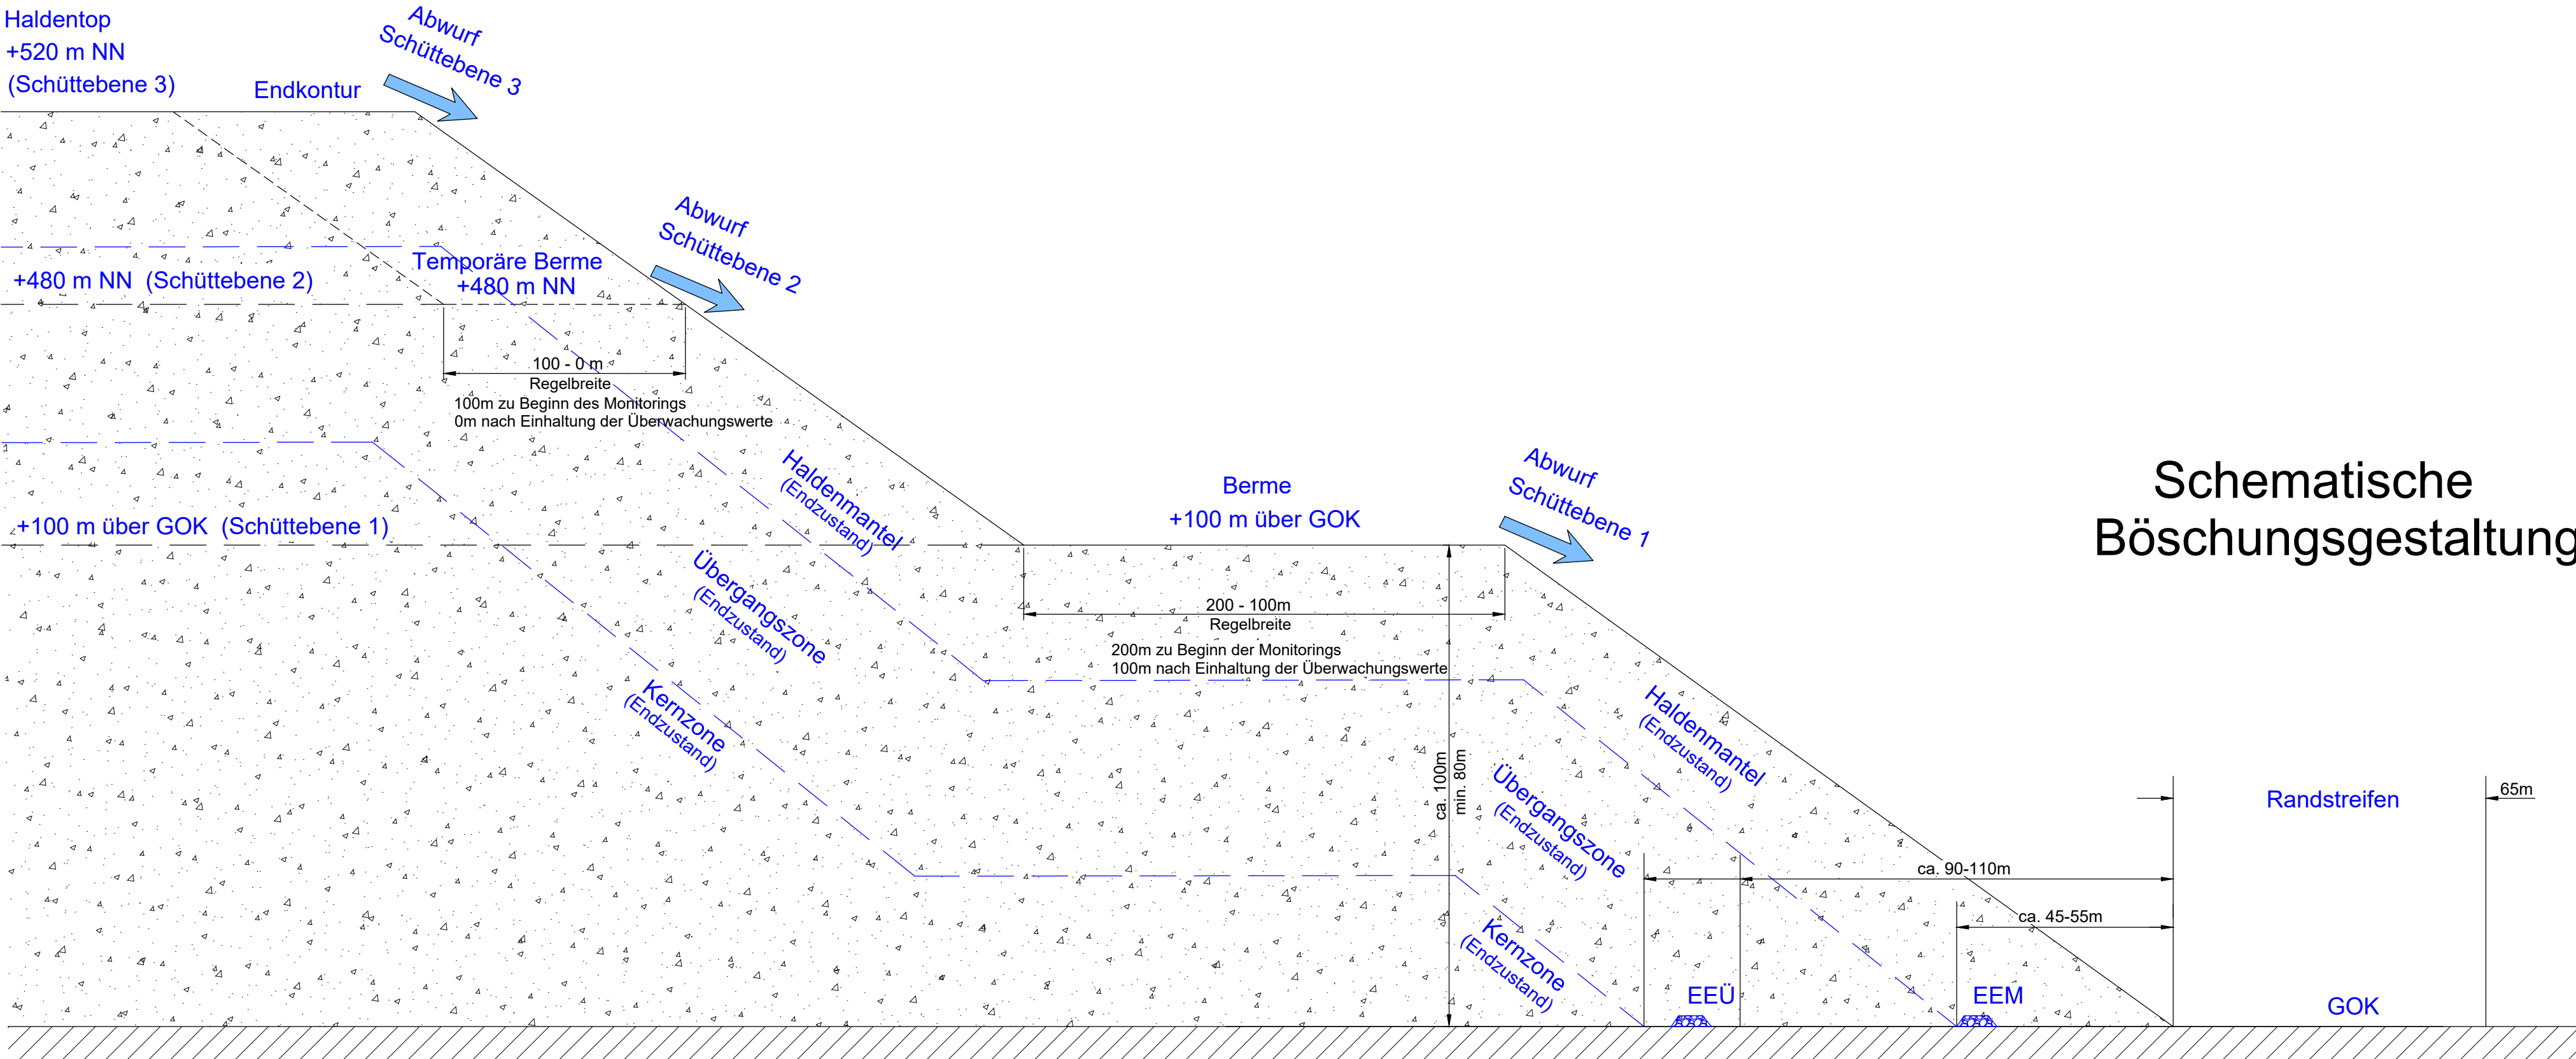 Haldentop
+520 m NN
(Schüttebene 3)
Endkontur
Abwurf
Schüttebene 3
Abwurf
Schüttebene 2
+480 m NN (Schüttebene 2)
Temporäre Berme
+480 m NN
100 - 0 m
Regelbreite
100m zu Beginn des Monitorings
0m nach Einhaltung der Überwachungswerte
+100 m über GOK (Schüttebene 1)
Haldenmantel
(Endzustand)
Übergangszone
(Endzustand)
Kernzone
(Endzustand)
Berme
+100 m über GOK
Abwurf
Schüttebene 1
200 - 100m
Regelbreite
200m zu Beginn der Monitorings
100m nach Einhaltung der Überwachungswerte
ca. 100m
min. 80m
Haldenmantel
(Endzustand)
Übergangszone
(Endzustand)
Kernzone
(Endzustand)
Schematische
Böschungsgestaltung
Randstreifen
65m
ca. 90-110m
ca. 45-55m
EEÜ
EEM
GOK